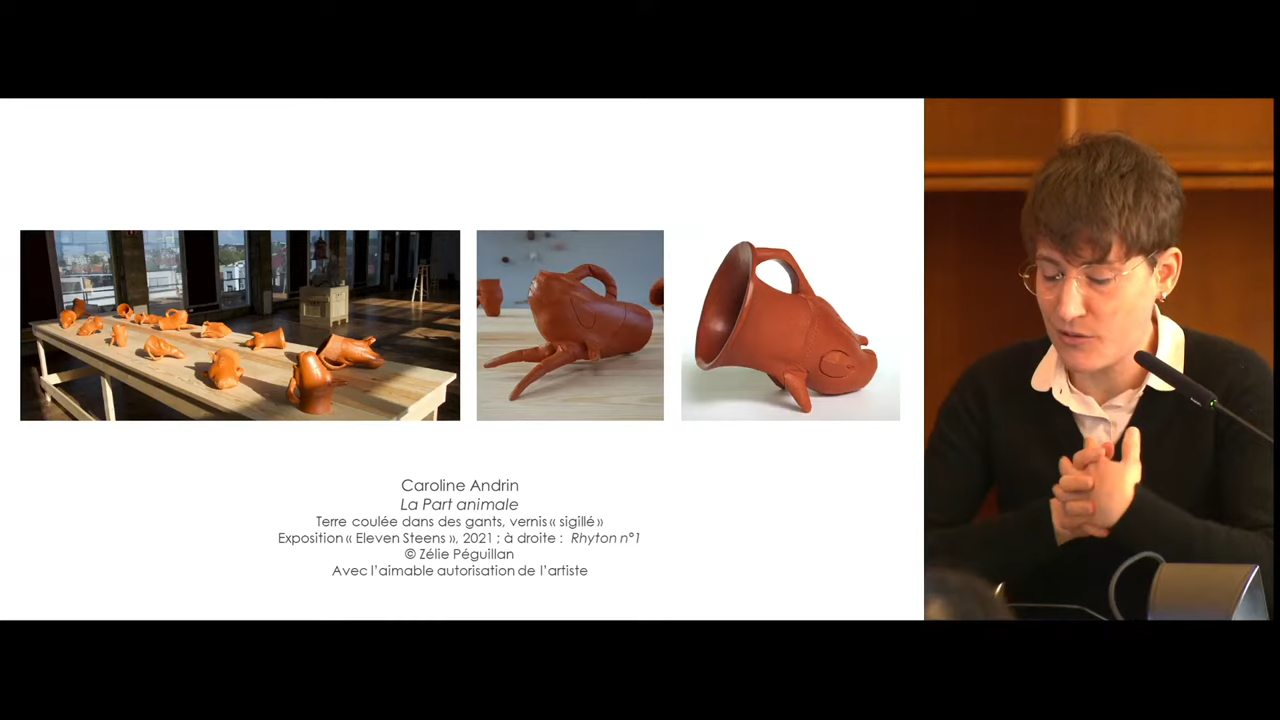 Caroline Andrin
La Part animale
Terre coulée dans des gants, vernis « sigillé »
Exposition « Eleven Steens », 2021 ; à droite : Rhyton n°1
© Zélie Péguillan
Avec l’aimable autorisation de l’artiste